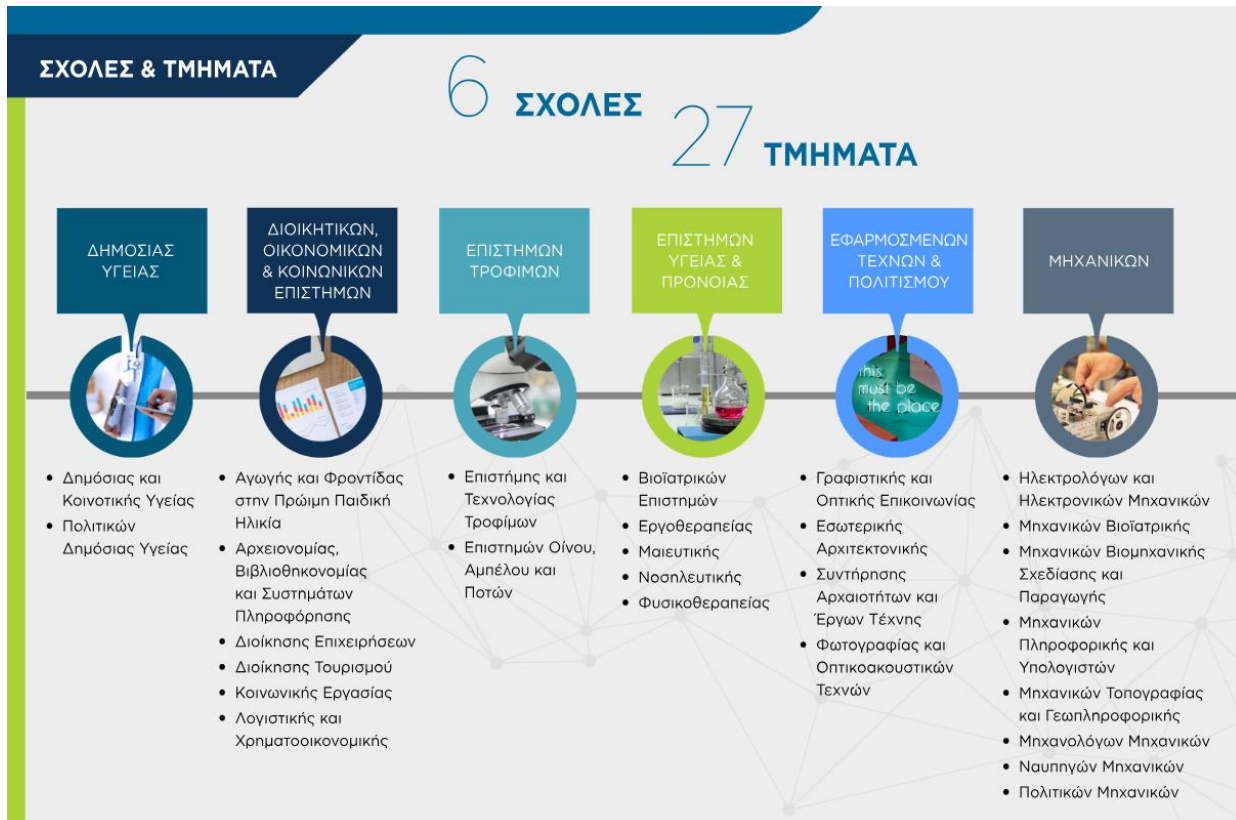 ΣΧΟΛΕΣ & ΤΜΗΜΑΤΑ
6 ΣΧΟΛΕΣ
27 ΤΜΗΜΑΤΑ
ΔΗΜΟΣΙΑΣ
ΥΓΕΙΑΣ
• Δημόσιας και
Κοινοτικής Υγείας
• Πολιτικών
Δημόσιας Υγείας
ΔΙΟΙΚΗΤΙΚΩΝ,
ΟΙΚΟΝΟΜΙΚΩΝ
& ΚΟΙΝΩΝΙΚΩΝ
ΕΠΙΣΤΗΜΩΝ
• Αγωγής και Φροντίδας
στην Πρώιμη Παιδική
Ηλικία
• Αρχειονομίας,
Βιβλιοθηκονομίας
και Συστημάτων
Πληροφόρησης
• Διοίκησης Επιχειρήσεων
• Διοίκησης Τουρισμού
• Κοινωνικής Εργασίας
• Λογιστικής και
Χρηματοοικονομικής
ΕΠΙΣΤΗΜΩΝ
ΤΡΟΦΙΜΩΝ
• Επιστήμης και
Τεχνολογίας
Τροφίμων
• Επιστημών Οίνου,
Αμπέλου και
Ποτών
ΕΠΙΣΤΗΜΩΝ
ΥΓΕΙΑΣ &
ΠΡΟΝΟΙΑΣ
• Βιοϊατρικών
Επιστημών
• Εργοθεραπείας
• Μαιευτικής
• Νοσηλευτικής
• Φυσικοθεραπείας
ΕΦΑΡΜΟΣΜΕΝΩΝ
ΤΕΧΝΩΝ &
ΠΟΛΙΤΙΣΜΟΥ
this
must be
the place
• Γραφιστικής και
Οπτικής Επικοινωνίας
• Εσωτερικής
Αρχιτεκτονικής
• Συντήρησης
Αρχαιοτήτων και
Έργων Τέχνης
• Φωτογραφίας και
Οπτικοακουστικών
Τεχνών
ΜΗΧΑΝΙΚΩΝ
• Ηλεκτρολόγων και
Ηλεκτρονικών Μηχανικών
• Μηχανικών Βιοϊατρικής
• Μηχανικών Βιομηχανικής
Σχεδίασης και
Παραγωγής
• Μηχανικών
Πληροφορικής και
Υπολογιστών
• Μηχανικών Τοπογραφίας
και Γεωπληροφορικής
• Μηχανολόγων Μηχανικών
• Ναυπηγών Μηχανικών
• Πολιτικών Μηχανικών